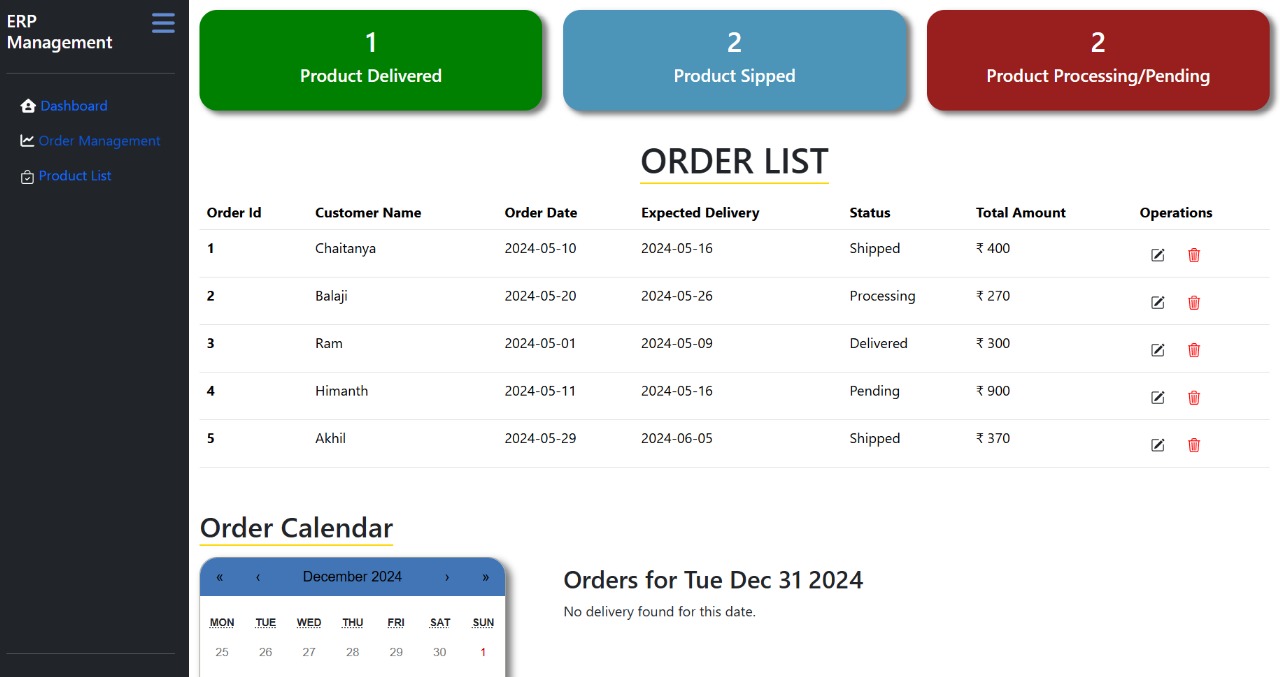 ERP
Management
Dashboard
Order Management
Product List
1
Product Delivered
2
Product Sipped
2
Product Processing/Pending
ORDER LIST
Order Id Customer Name Order Date Expected Delivery Status Total Amount Operations
1 Chaitanya 2024-05-10 2024-05-16 Shipped ₹ 400
2 Balaji 2024-05-20 2024-05-26 Processing ₹ 270
3 Ram 2024-05-01 2024-05-09 Delivered ₹ 300
4 Himanth 2024-05-11 2024-05-16 Pending ₹ 900
5 Akhil 2024-05-29 2024-06-05 Shipped ₹ 370
Order Calendar
« ‹ December 2024 › »
MON TUE WED THU FRI SAT SUN
25 26 27 28 29 30 1
Orders for Tue Dec 31 2024
No delivery found for this date.